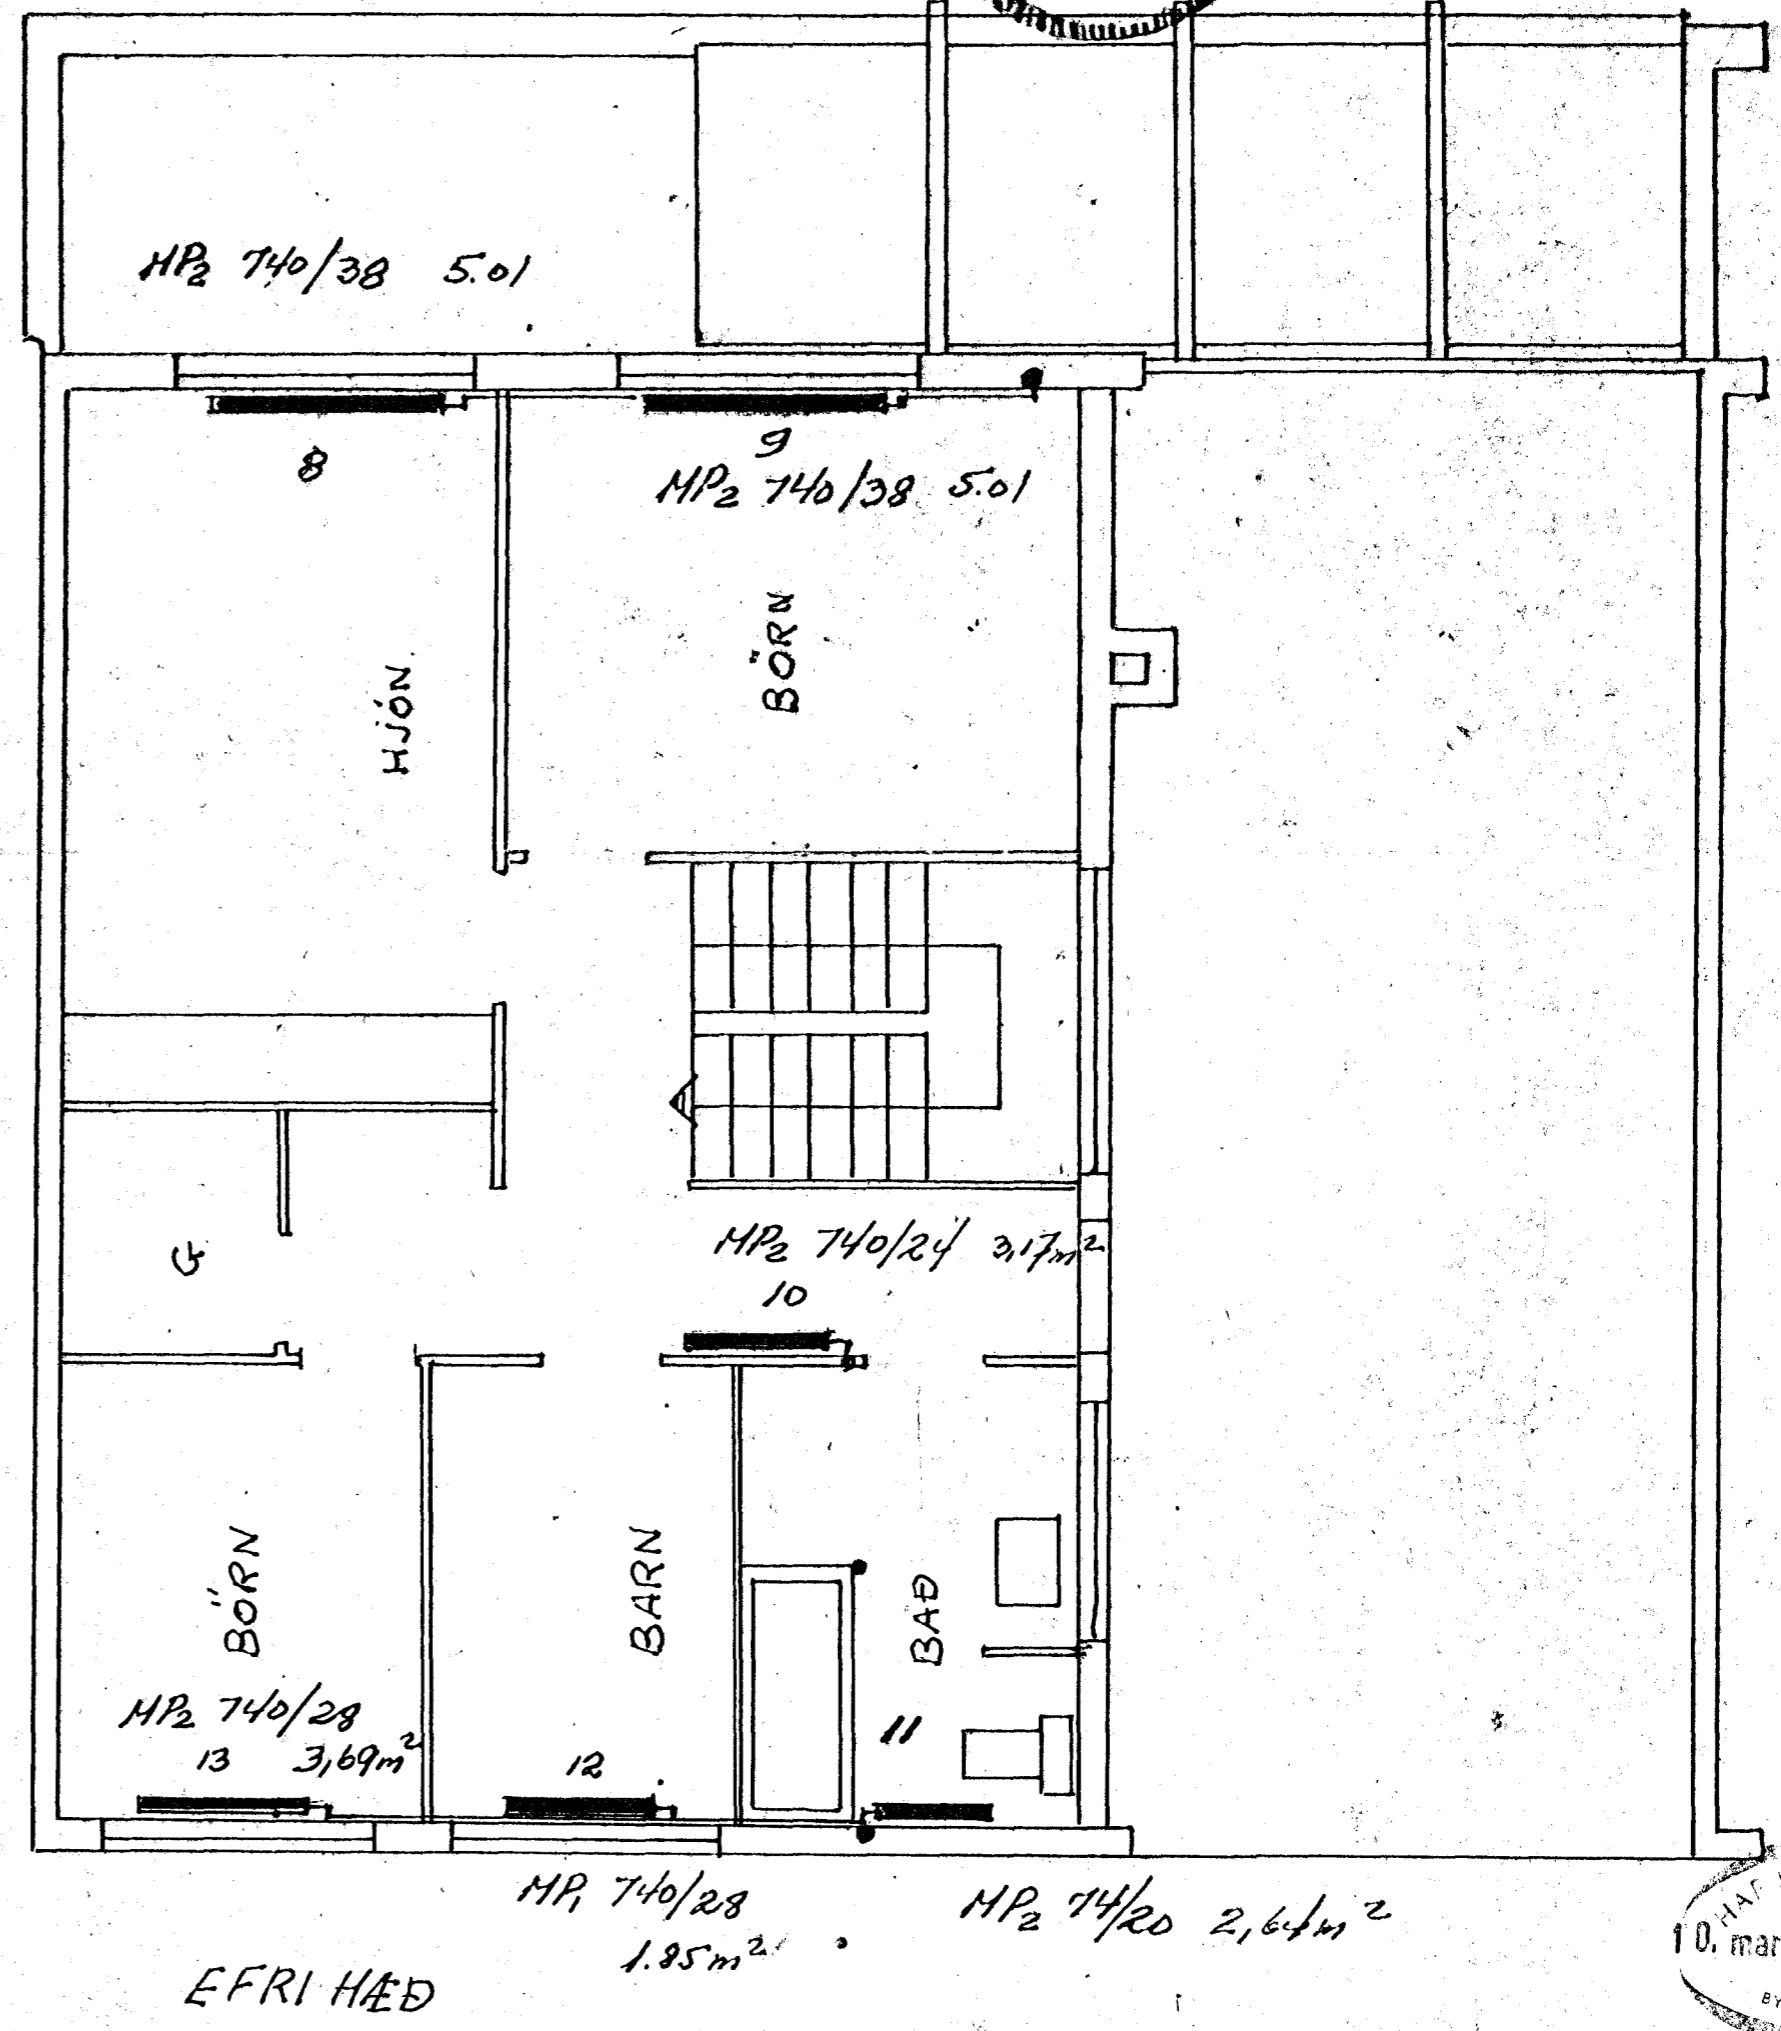 MP2 740/38 5.01
8
9
MP2 740/38 5.01
HJÓN
BÖRN
MP2 740/24 3,17m²
10
G
BÖRN
BARN
BAÐ
MP2 740/28
13 3,69m²
12
11
MP1 740/28
1.85m²
MP2 74/20 2,64m²
EFRI HÆÐ
HAF
10. mar
BY